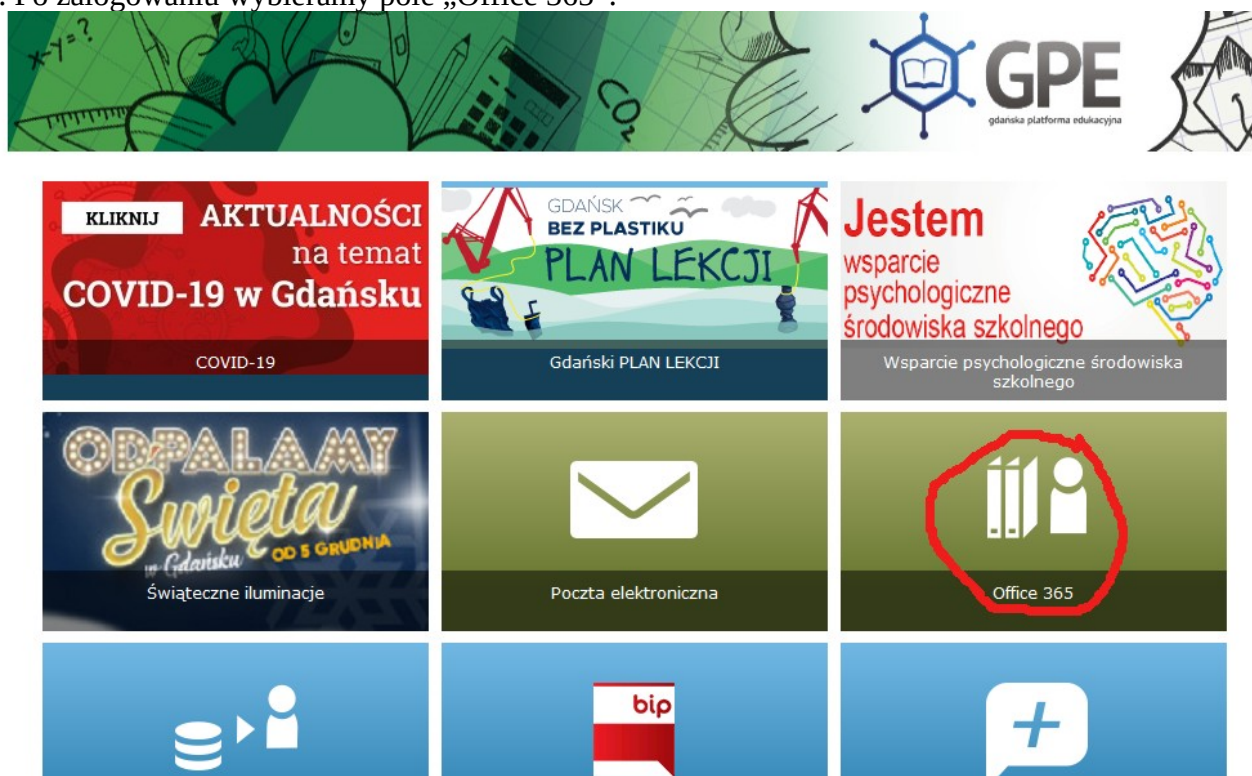 . Po zalogowaniu wybieramy pole „Office 365”.
x-y=?
CO2
GPE
gdańska platforma edukacyjna
KLIKNIJ AKTUALNOŚCI
na temat
COVID-19 w Gdańsku
COVID-19
GDAŃSK
BEZ PLASTIKU
PLAN LEKCJI
Gdański PLAN LEKCJI
Jestem
wsparcie
psychologiczne
środowiska szkolnego
Wsparcie psychologiczne środowiska
szkolnego
ODPALAMY
Święta
w Gdańsku OD 5 GRUDNIA
Świąteczne iluminacje
Poczta elektroniczna
Office 365
bip
+